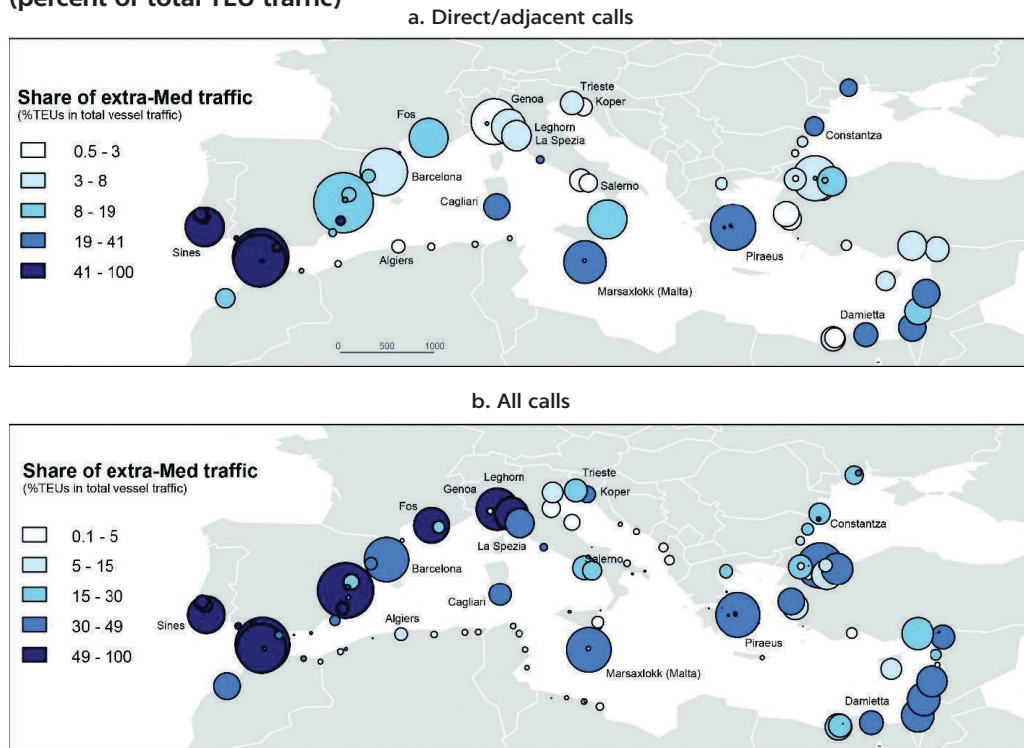 (percent of total TEU traffic)
a. Direct/adjacent calls
Share of extra-Med traffic
(%TEUs in total vessel traffic)
0.5 - 3
3 - 8
8 - 19
19 - 41
41 - 100
Trieste
Genoa
Koper
Fos
Leghorn
La Spezia
Constantza
Barcelona
Salerno
Cagliari
Sines
Algiers
Piraeus
Marsaxlokk (Malta)
Damietta
0 500 1000
b. All calls
Share of extra-Med traffic
(%TEUs in total vessel traffic)
0.1 - 5
5 - 15
15 - 30
30 - 49
49 - 100
Leghorn
Trieste
Genoa
Koper
Fos
Constantza
La Spezia
Salerno
Barcelona
Cagliari
Sines
Algiers
Piraeus
Marsaxlokk (Malta)
Damietta